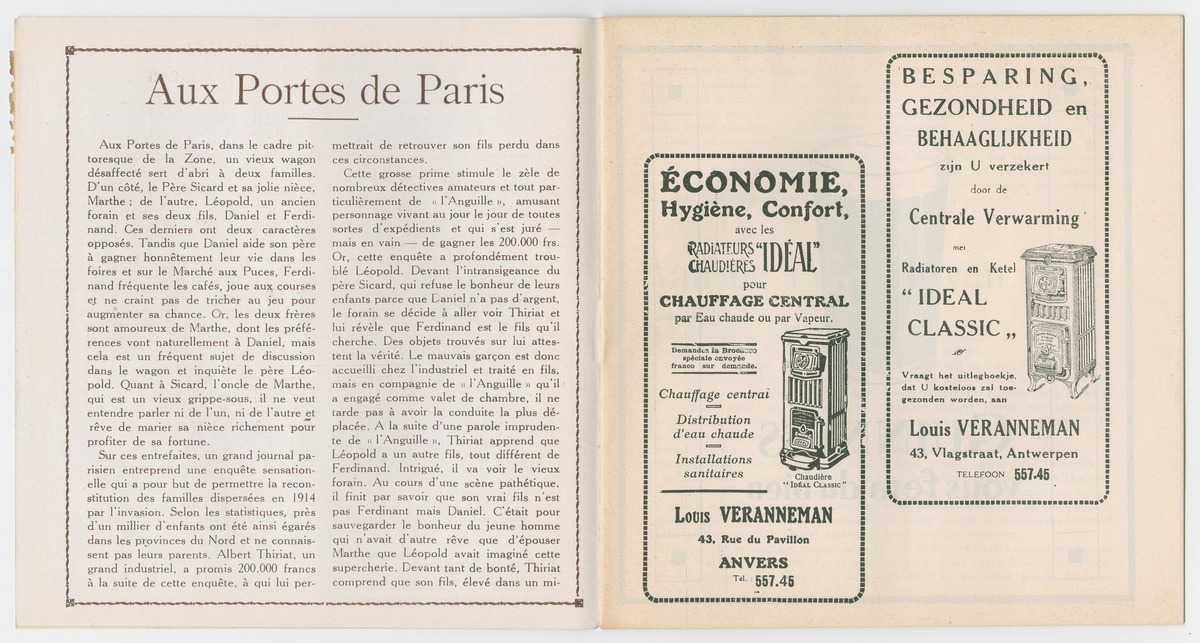 Aux Portes de Paris
Aux Portes de Paris, dans le cadre pit-
toresque de la Zone, un vieux wagon
désaffecté sert d'abri à deux familles.
D'un côté, le Père Sicard et sa jolie nièce,
Marthe ; de l'autre, Léopold, un ancien
forain et ses deux fils, Daniel et Ferdi-
nand. Ces derniers ont deux caractères
opposés. Tandis que Daniel aide son père
à gagner honnêtement leur vie dans les
foires et sur le Marché aux Puces, Ferdi-
nand fréquente les cafés, joue aux courses
et ne craint pas de tricher au jeu pour
augmenter sa chance. Or, les deux frères
sont amoureux de Marthe, dont les préfé-
rences vont naturellement à Daniel, mais
cela est un fréquent sujet de discussion
dans le wagon et inquiète le père Léo-
pold. Quant à Sicard, l'oncle de Marthe,
qui est un vieux grippe-sous, il ne veut
entendre parler ni de l'un, ni de l'autre et
rêve de marier sa nièce richement pour
profiter de sa fortune.
Sur ces entrefaites, un grand journal pa-
risien entreprend une enquête sensation-
elle qui a pour but de permettre la recon-
stitution des familles dispersées en 1914
par l'invasion. Selon les statistiques, près
d'un millier d'enfants ont été ainsi égarés
dans les provinces du Nord et ne connais-
sent pas leurs parents. Albert Thiriat, un
grand industriel, a promis 200.000 francs
à la suite de cette enquête, à qui lui per-
mettrait de retrouver son fils perdu dans
ces circonstances.
Cette grosse prime stimule le zèle de
nombreux détectives amateurs et tout par-
ticulièrement de « l'Anguille », amusant
personnage vivant au jour le jour de toutes
sortes d'expédients et qui s'est juré —
mais en vain — de gagner les 200.000 frs.
Or, cette enquête a profondément trou-
blé Léopold. Devant l'intransigeance du
père Sicard, qui refuse le bonheur de leurs
enfants parce que Daniel n'a pas d'argent,
le forain se décide à aller voir Thiriat et
lui révèle que Ferdinand est le fils qu'il
cherche. Des objets trouvés sur lui attes-
tent la vérité. Le mauvais garçon est donc
accueilli chez l'industriel et traité en fils,
mais en compagnie de « l'Anguille » qu'il
a engagé comme valet de chambre, il ne
tarde pas à avoir la conduite la plus dé-
placée. A la suite d'une parole impruden-
te de « l'Anguille », Thiriat apprend que
Léopold a un autre fils, tout différent de
Ferdinand. Intrigué, il va voir le vieux
forain. Au cours d'une scène pathétique,
il finit par savoir que son vrai fils n'est
pas Ferdinant mais Daniel. C'était pour
sauvegarder le bonheur du jeune homme
qui n'avait d'autre rêve que d'épouser
Marthe que Léopold avait imaginé cette
supercherie. Devant tant de bonté, Thiriat
comprend que son fils, élevé dans un mi-
ÉCONOMIE,
Hygiène, Confort,
avec les
RADIATEURS "IDÉAL"
CHAUDIÈRES
pour
CHAUFFAGE CENTRAL
par Eau chaude ou par Vapeur.
Demandez la Brochure
spéciale envoyée
franco sur demande.
Chauffage central
Distribution
d'eau chaude
Installations
sanitaires
Chaudière
"IDÉAL CLASSIC"
LOUIS VERANNEMAN
43, Rue du Pavillon
ANVERS
Tél. 557.45
BESPARING,
GEZONDHEID en
BEHAAGLIJKHEID
zijn U verzekert
door de
Centrale Verwarming
met
Radiatoren en Ketel
"IDEAL
CLASSIC„
Vraagt het uitlegboekje,
dat U kosteloos zal toe-
gezonden worden, aan
Louis VERANNEMAN
43, Vlagstraat, Antwerpen
TELEFOON 557.45